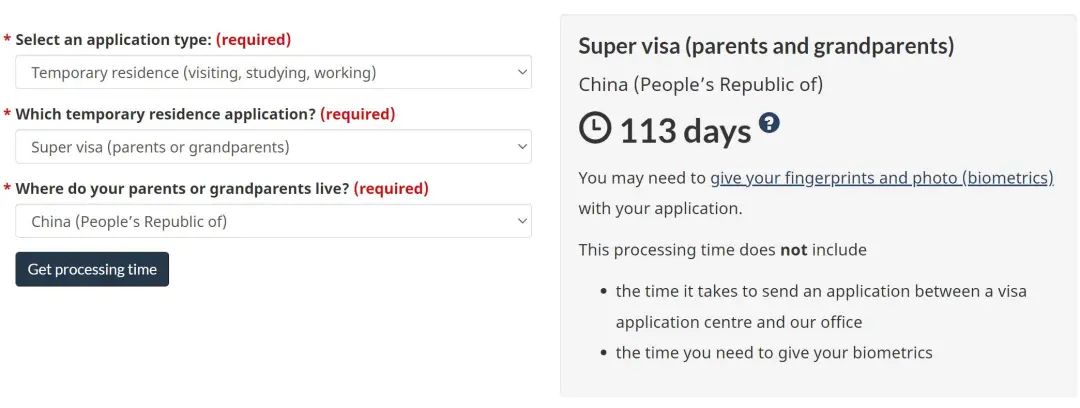 * Select an application type: (required)
Temporary residence (visiting, studying, working)
* Which temporary residence application? (required)
Super visa (parents or grandparents)
* Where do your parents or grandparents live? (required)
China (People’s Republic of)
Get processing time
Super visa (parents and grandparents)
China (People’s Republic of)
113 days ?
You may need to give your fingerprints and photo (biometrics)
with your application.
This processing time does not include
• the time it takes to send an application between a visa
application centre and our office
• the time you need to give your biometrics